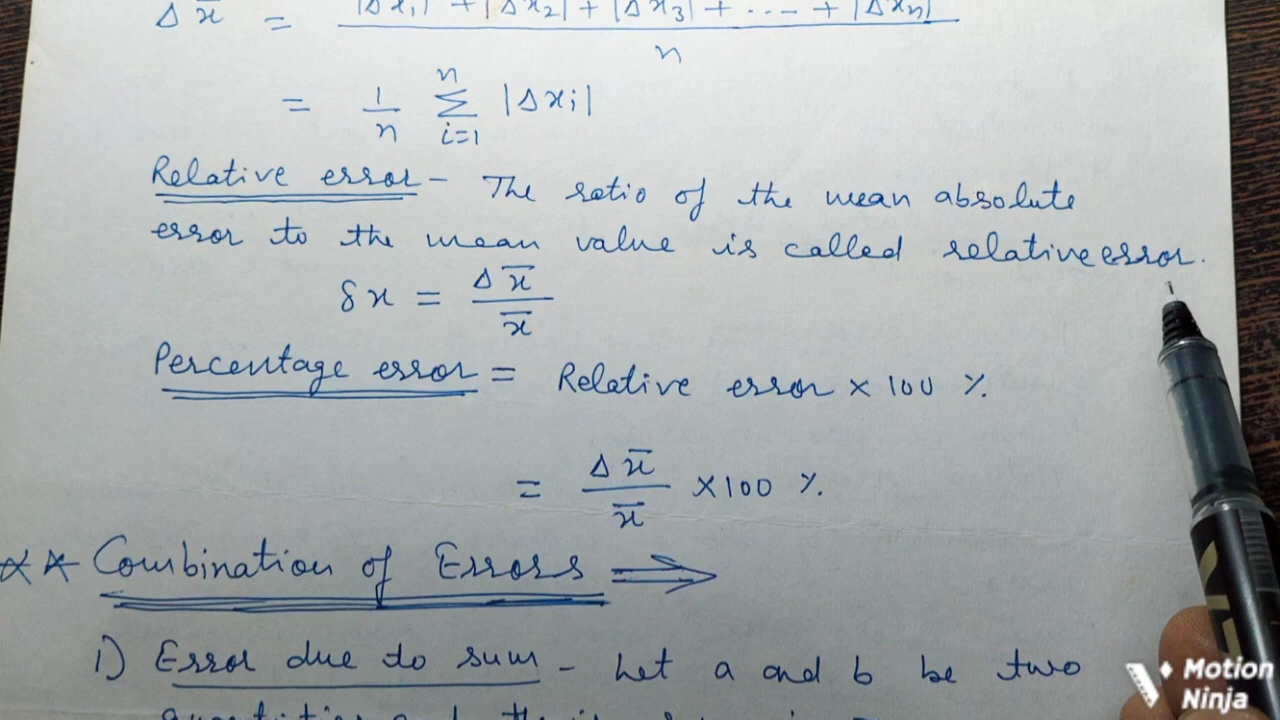 Δx̄ = |Δx₁| + |Δx₂| + |Δx₃| + ... + |Δxₙ| / n
= 1/n Σ i=1 n |Δxi|
Relative error - The ratio of the mean absolute
error to the mean value is called relative error.
δx = Δx̄ / x̄
Percentage error = Relative error × 100 %
= Δx̄ / x̄ × 100 %
** Combination of Errors ⟹
i) Error due to sum - Let a and b be two
Motion
Ninja